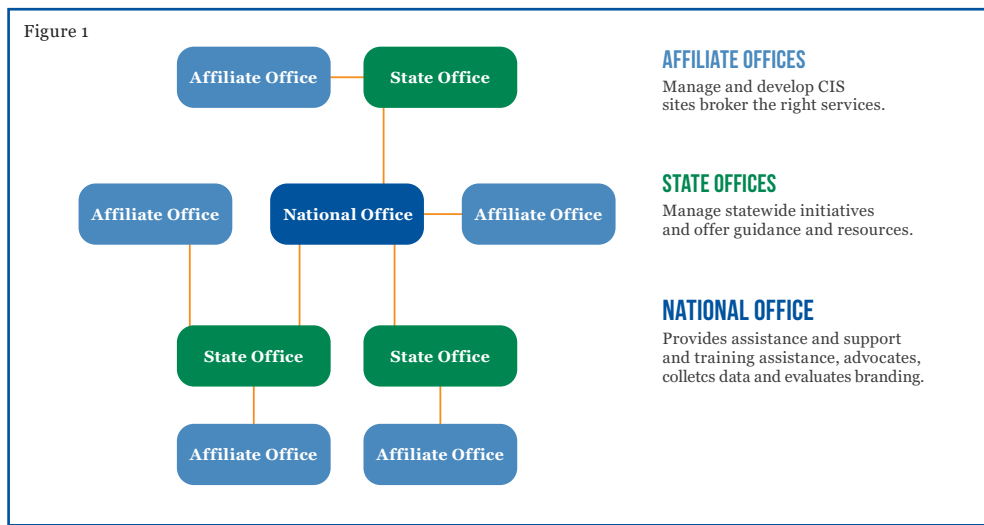 Figure 1
Affiliate Office
State Office
Affiliate Office
National Office
Affiliate Office
State Office
State Office
Affiliate Office
Affiliate Office
AFFILIATE OFFICES
Manage and develop CIS
sites broker the right services.
STATE OFFICES
Manage statewide initiatives
and offer guidance and resources.
NATIONAL OFFICE
Provides assistance and support
and training assistance, advocates,
colletcs data and evaluates branding.